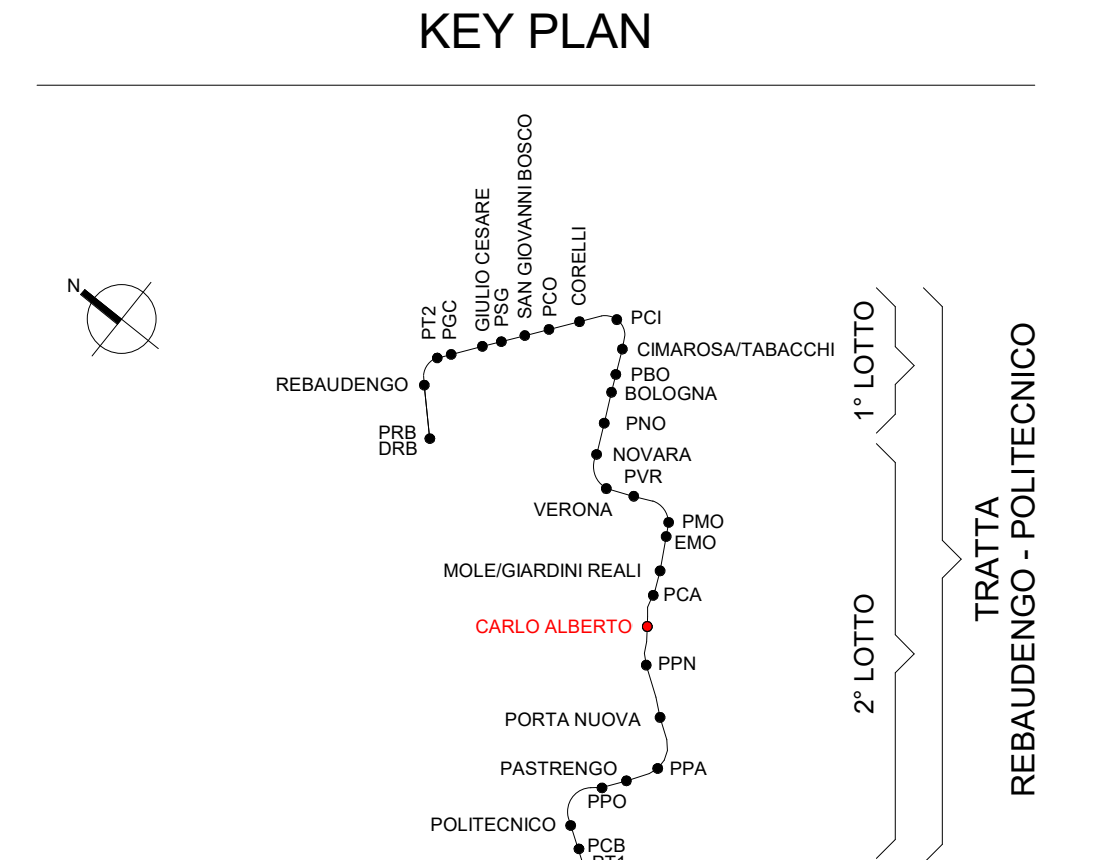 KEY PLAN
N
PT2
PGC
GIULIO CESARE
PSG
SAN GIOVANNI BOSCO
PCO
CORELLI
PCI
CIMAROSA/TABACCHI
REBAUDENGO
PBO
BOLOGNA
PNO
PRB
DRB
NOVARA
PVR
VERONA
PMO
EMO
MOLE/GIARDINI REALI
PCA
CARLO ALBERTO
PPN
PORTA NUOVA
PASTRENGO
PPA
PPO
POLITECNICO
PCB
PT1
1° LOTTO
2° LOTTO
TRATTA
REBAUDENGO - POLITECNICO